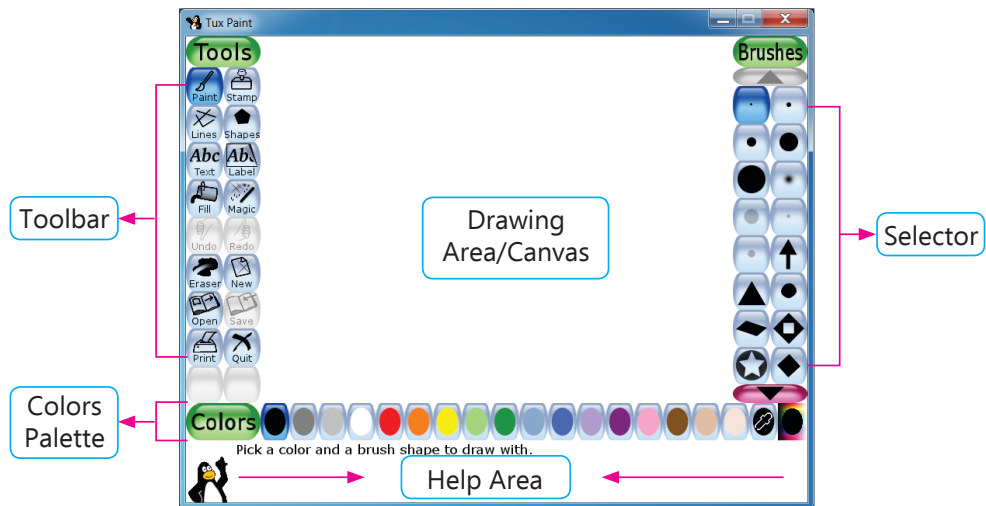 Tux Paint
Tools
Brushes
Paint Stamp
Lines Shapes
Abc Abc
Text Label
Fill Magic
Undo Redo
Eraser New
Open Save
Print Quit
Toolbar
Drawing
Area/Canvas
Selector
Colors
Palette
Colors
Pick a color and a brush shape to draw with.
Help Area